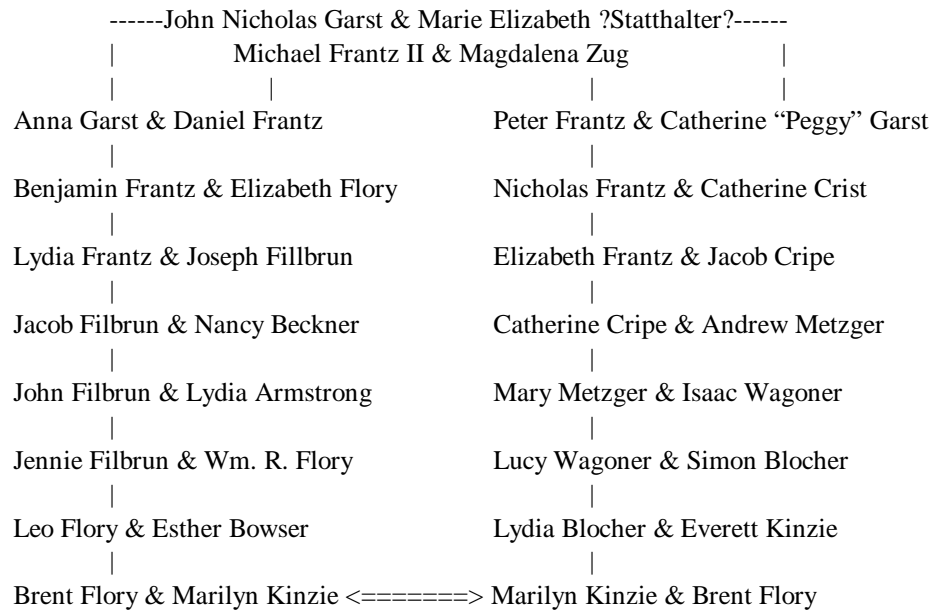 ------John Nicholas Garst & Marie Elizabeth ?Statthalter?------
| Michael Frantz II & Magdalena Zug |
| | | |
Anna Garst & Daniel Frantz Peter Frantz & Catherine “Peggy” Garst
| |
Benjamin Frantz & Elizabeth Flory Nicholas Frantz & Catherine Crist
| |
Lydia Frantz & Joseph Fillbrun Elizabeth Frantz & Jacob Cripe
| |
Jacob Filbrun & Nancy Beckner Catherine Cripe & Andrew Metzger
| |
John Filbrun & Lydia Armstrong Mary Metzger & Isaac Wagoner
| |
Jennie Filbrun & Wm. R. Flory Lucy Wagoner & Simon Blocher
| |
Leo Flory & Esther Bowser Lydia Blocher & Everett Kinzie
| |
Brent Flory & Marilyn Kinzie <=======> Marilyn Kinzie & Brent Flory